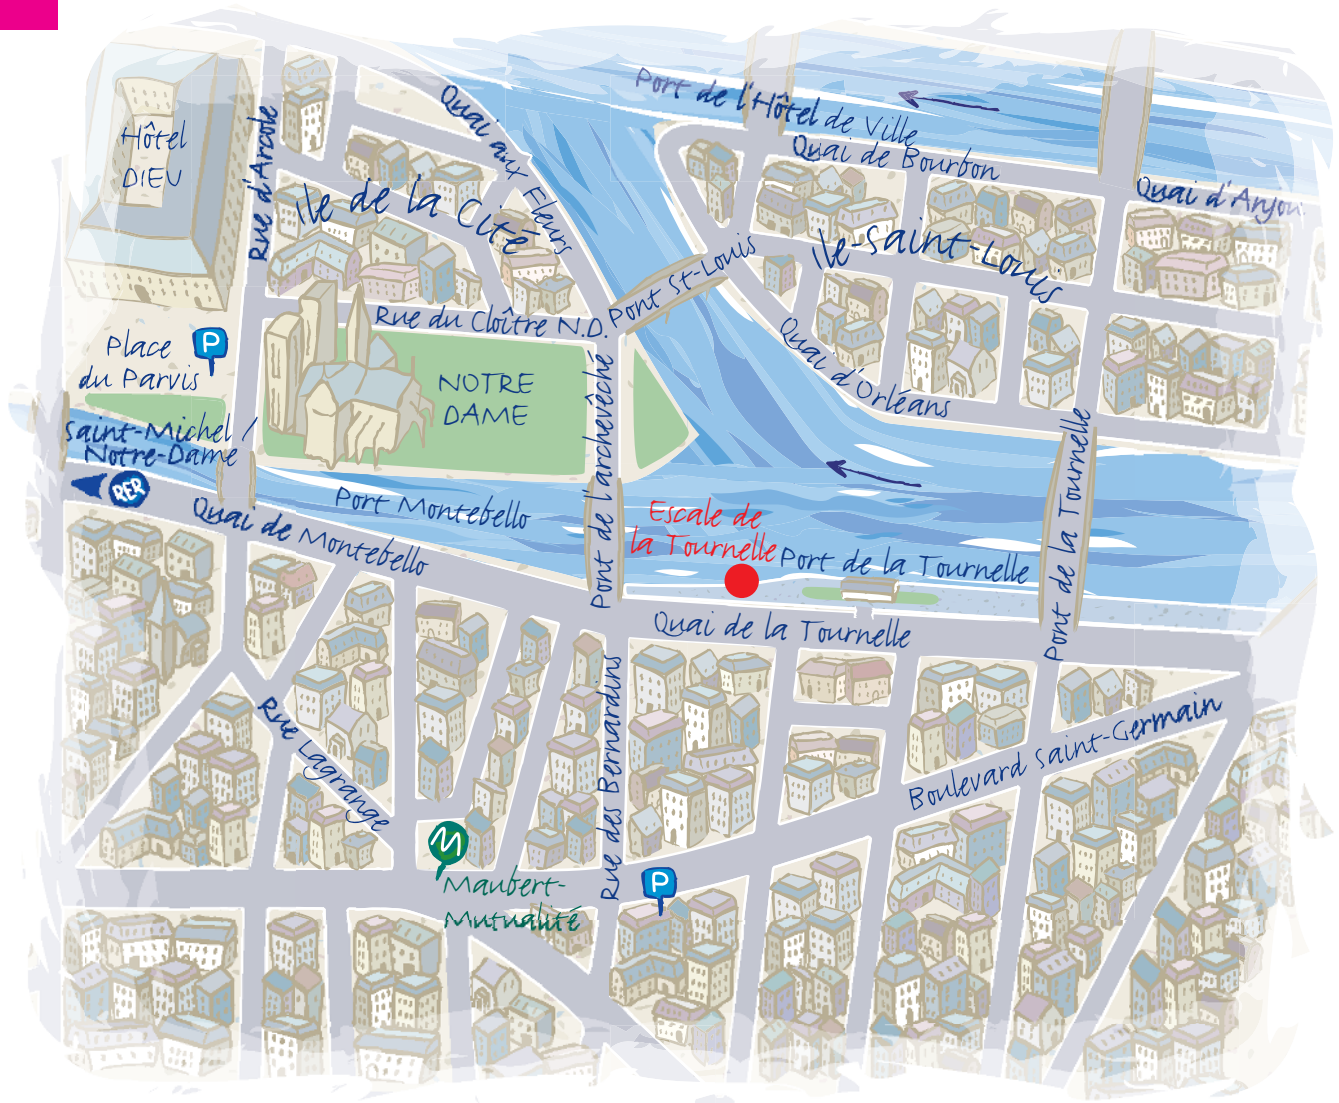 Port de l'Hôtel de Ville
Quai aux Fleurs
Quai de Bourbon
Hôtel
DIEU
Rue d'Arcole
Quai d'Anjou
Ile de la Cité
Ile-Saint-Louis
Pont St-Louis
Rue du Cloître N.D.
P
Place
du Parvis
Quai d'Orléans
NOTRE
DAME
Pont de l'archevêché
Saint-Michel /
Notre-Dame
RER
Pont de la Tournelle
Port Montebello
Quai de Montebello
Escale de
la Tournelle
Port de la Tournelle
Quai de la Tournelle
Rue Lagrange
Rue des Bernardins
Boulevard Saint-Germain
M
Maubert-
Mutualité
P